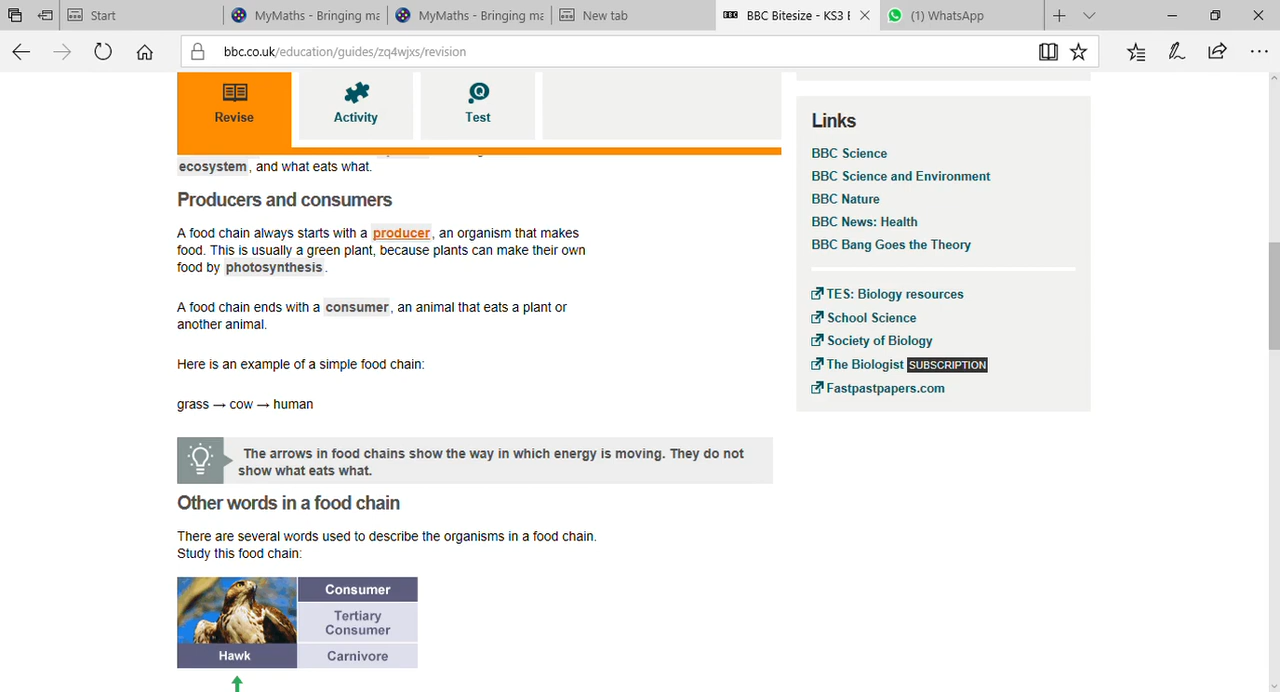 Start
MyMaths - Bringing ma
MyMaths - Bringing ma
New tab
BBC Bitesize - KS3 B
(1) WhatsApp
bbc.co.uk/education/guides/zq4wjxs/revision
Revise
Activity
Test
ecosystem, and what eats what.
Producers and consumers
A food chain always starts with a producer, an organism that makes
food. This is usually a green plant, because plants can make their own
food by photosynthesis.
A food chain ends with a consumer, an animal that eats a plant or
another animal.
Here is an example of a simple food chain:
grass → cow → human
The arrows in food chains show the way in which energy is moving. They do not
show what eats what.
Other words in a food chain
There are several words used to describe the organisms in a food chain.
Study this food chain:
Consumer
Tertiary
Consumer
Hawk
Carnivore
Links
BBC Science
BBC Science and Environment
BBC Nature
BBC News: Health
BBC Bang Goes the Theory
TES: Biology resources
School Science
Society of Biology
The Biologist SUBSCRIPTION
Fastpastpapers.com